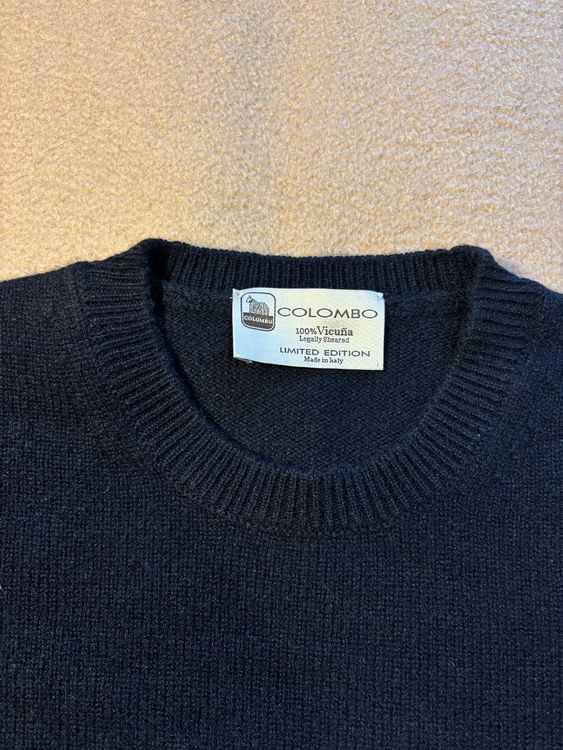 COLOMBO
COLOMBO
100% Vicuña
Legally Sheared
LIMITED EDITION
Made in Italy